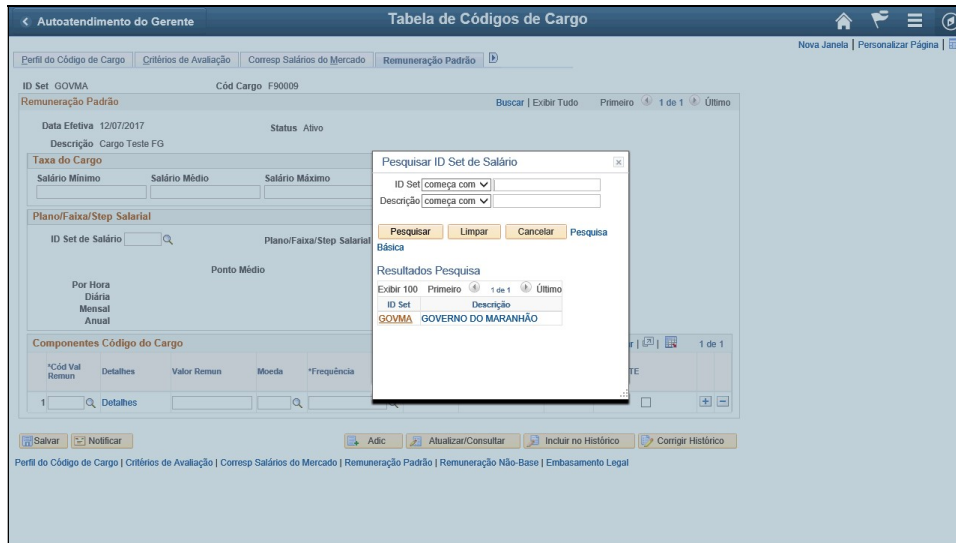 Autoatendimento do Gerente
Tabela de Códigos de Cargo
Nova Janela | Personalizar Página |
Perfil do Código de Cargo
Critérios de Avaliação
Corresp Salários do Mercado
Remuneração Padrão
ID Set GOVMA
Cód Cargo F90009
Remuneração Padrão
Buscar | Exibir Tudo
Primeiro 1 de 1 Último
Data Efetiva 12/07/2017
Status Ativo
Descrição Cargo Teste FG
Taxa do Cargo
Salário Mínimo
Salário Médio
Salário Máximo
Plano/Faixa/Step Salarial
ID Set de Salário
Plano/Faixa/Step Salarial
Ponto Médio
Por Hora
Diária
Mensal
Anual
Pesquisar ID Set de Salário
ID Set começa com
Descrição começa com
Pesquisar
Limpar
Cancelar
Pesquisa
Básica
Resultados Pesquisa
Exibir 100 Primeiro 1 de 1 Último
ID Set
Descrição
GOVMA
GOVERNO DO MARANHÃO
Componentes Código do Cargo
1 de 1
*Cód Val
Remun
Detalhes
Valor Remun
Moeda
*Frequência
TE
1
Detalhes
Salvar
Notificar
Adic
Atualizar/Consultar
Incluir no Histórico
Corrigir Histórico
Perfil do Código de Cargo | Critérios de Avaliação | Corresp Salários do Mercado | Remuneração Padrão | Remuneração Não-Base | Embasamento Legal